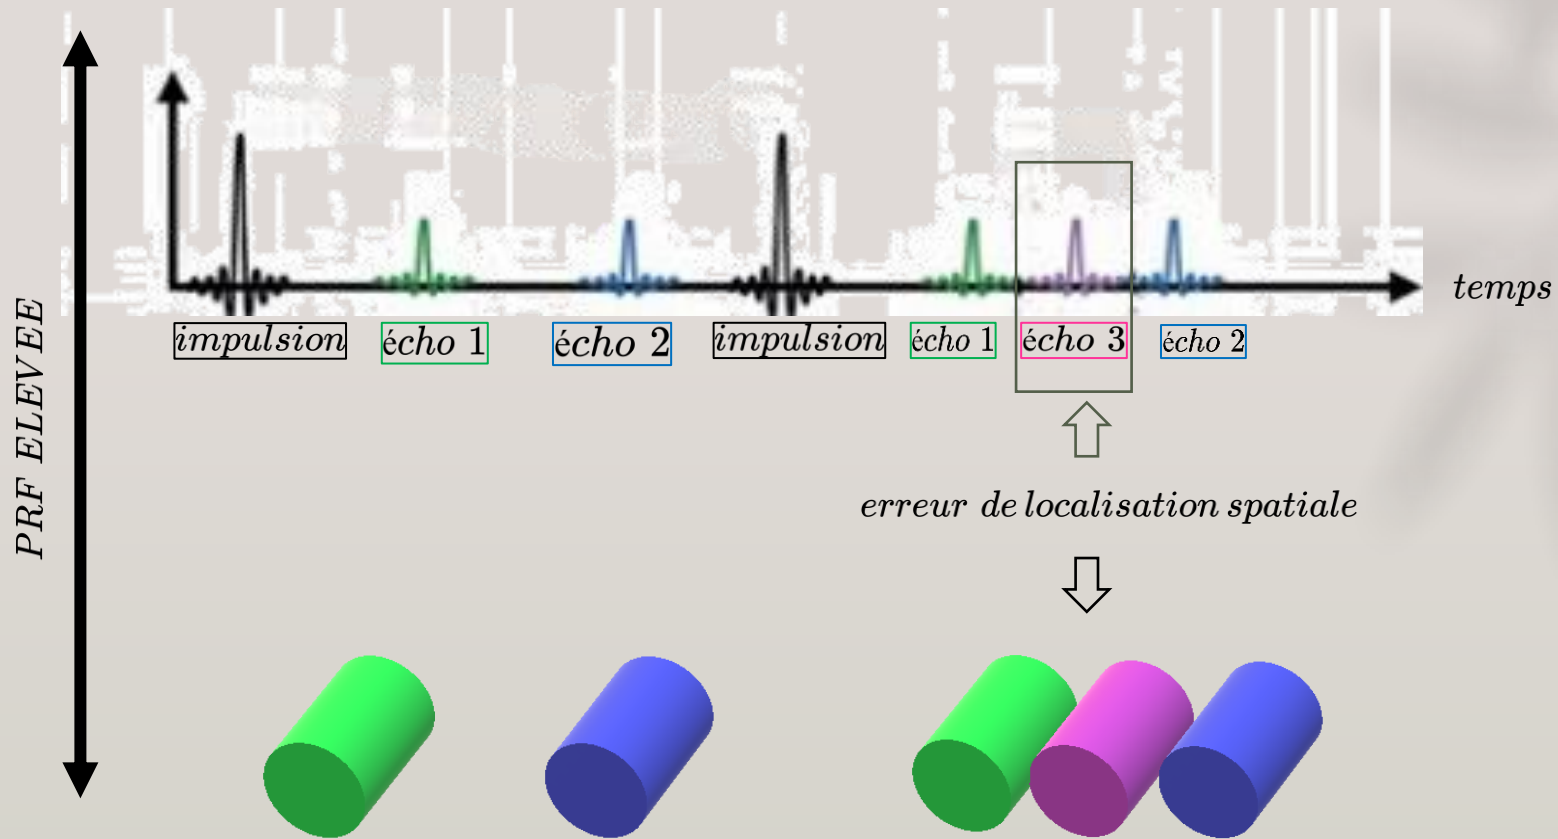 temps
impulsion
écho 1
écho 2
impulsion
écho 1
écho 3
écho 2
PRF ELEVEE
erreur de localisation spatiale